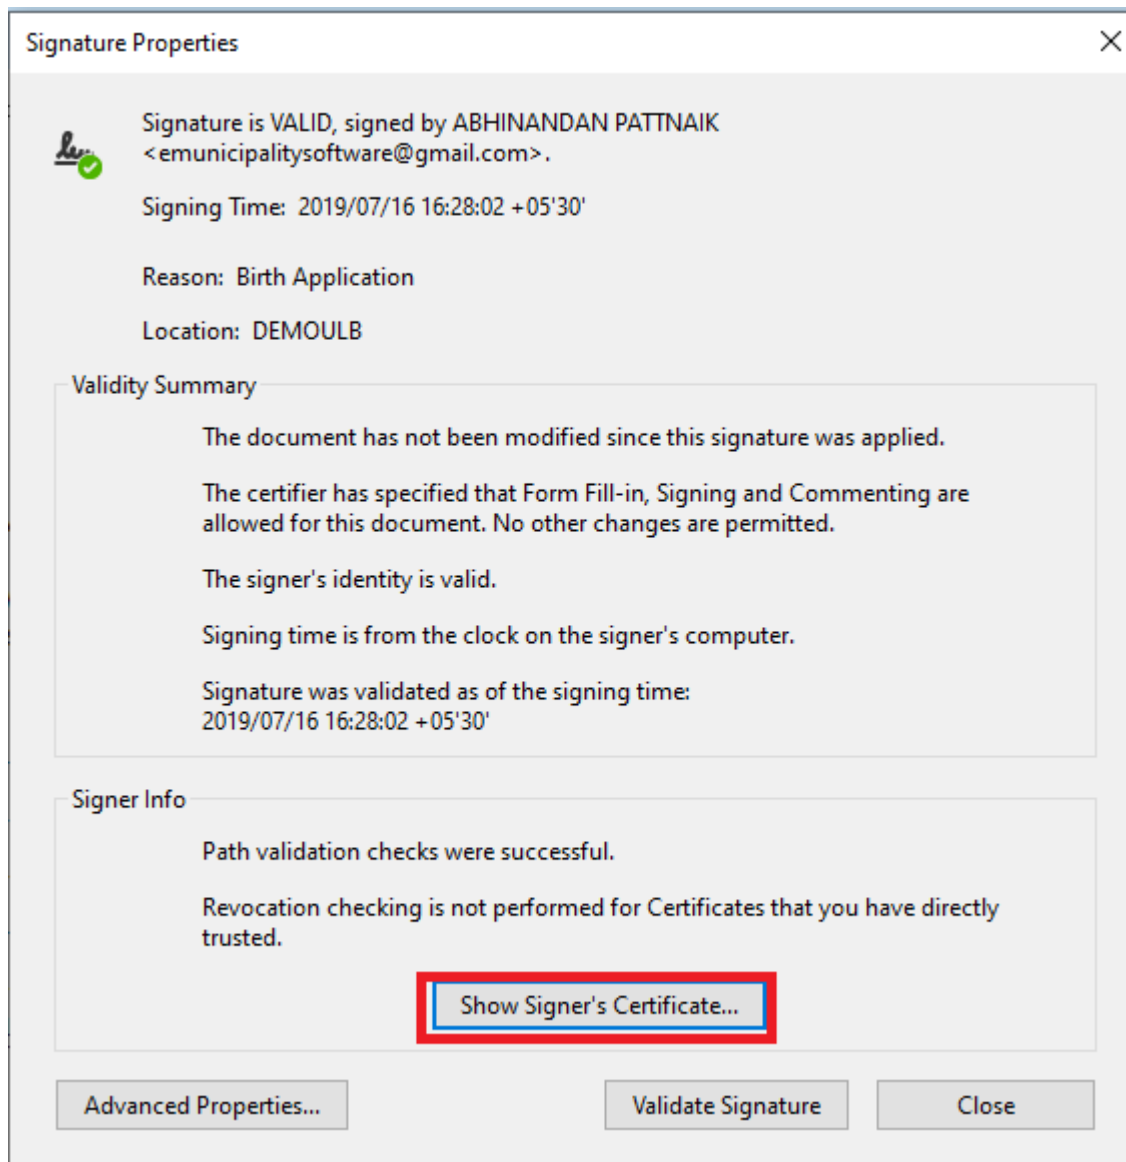 Signature Properties
Signature is VALID, signed by ABHINANDAN PATTNAIK
<emunicipalitysoftware@gmail.com>.
Signing Time: 2019/07/16 16:28:02 +05'30'
Reason: Birth Application
Location: DEMOULB
Validity Summary
The document has not been modified since this signature was applied.
The certifier has specified that Form Fill-in, Signing and Commenting are
allowed for this document. No other changes are permitted.
The signer's identity is valid.
Signing time is from the clock on the signer's computer.
Signature was validated as of the signing time:
2019/07/16 16:28:02 +05'30'
Signer Info
Path validation checks were successful.
Revocation checking is not performed for Certificates that you have directly
trusted.
Show Signer's Certificate...
Advanced Properties...
Validate Signature
Close